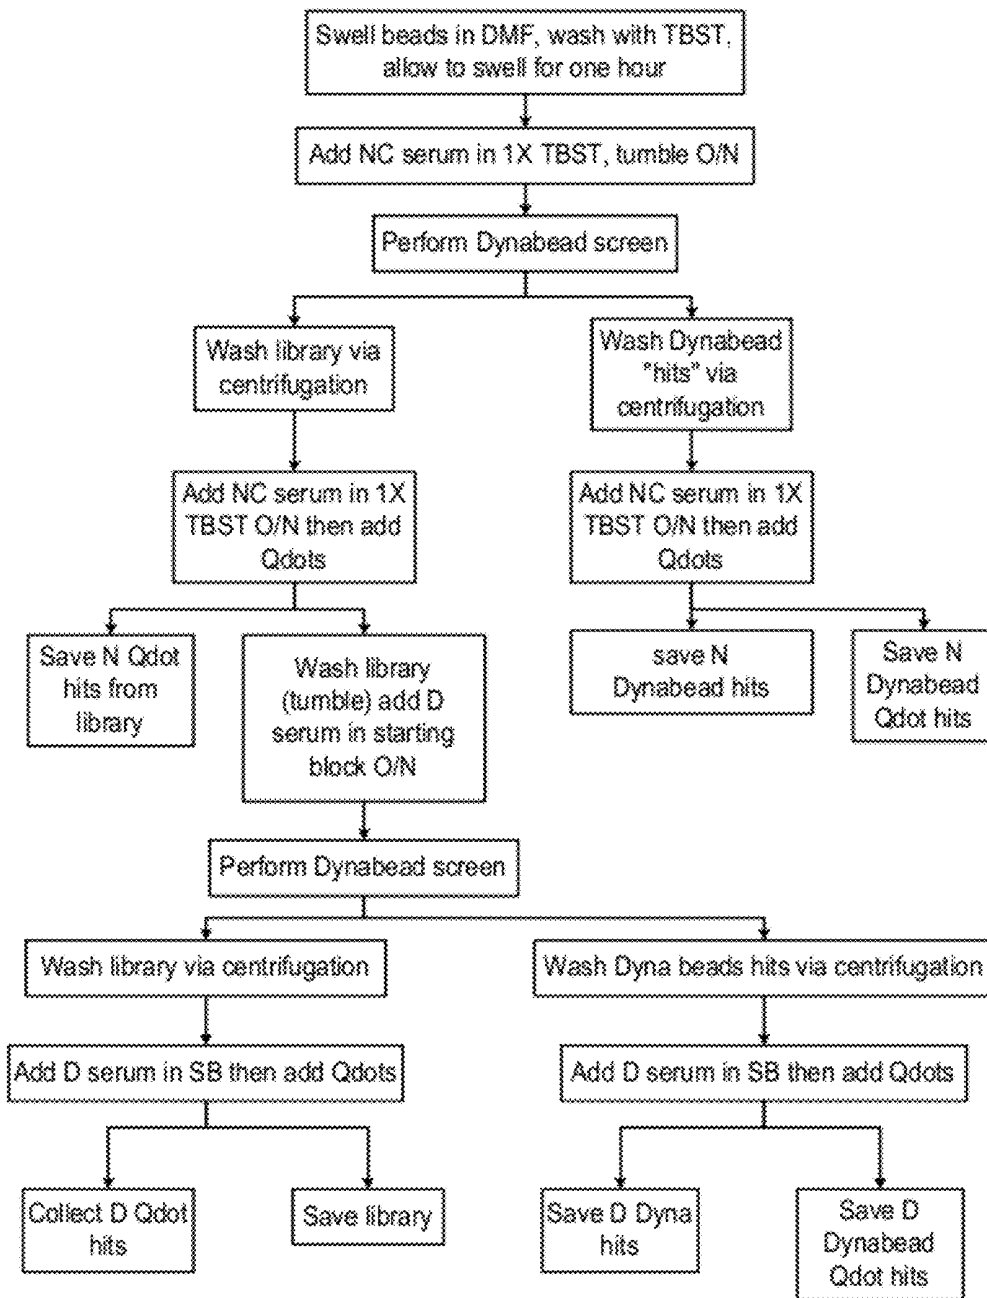 Swell beads in DMF, wash with TBST,
allow to swell for one hour
Add NC serum in 1X TBST, tumble O/N
Perform Dynabead screen
Wash library via
centrifugation
Wash Dynabead
"hits" via
centrifugation
Add NC serum in 1X
TBST O/N then add
Qdots
Add NC serum in 1X
TBST O/N then add
Qdots
Save N Qdot
hits from
library
Wash library
(tumble) add D
serum in starting
block O/N
save N
Dynabead hits
Save N
Dynabead
Qdot hits
Perform Dynabead screen
Wash library via centrifugation
Wash Dyna beads hits via centrifugation
Add D serum in SB then add Qdots
Add D serum in SB then add Qdots
Collect D Qdot
hits
Save library
Save D Dyna
hits
Save D
Dynabead
Qdot hits